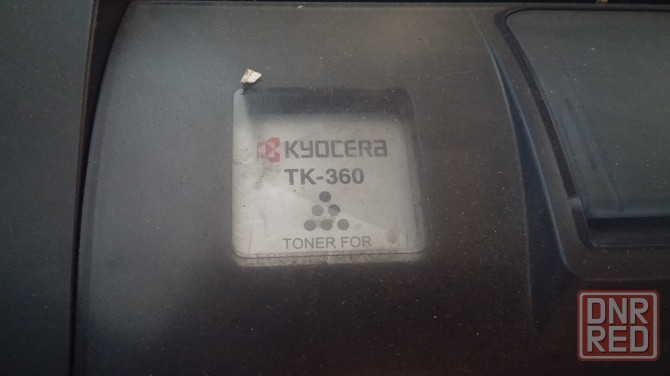 KYOCERA
TK-360
TONER FOR
DNR
RED